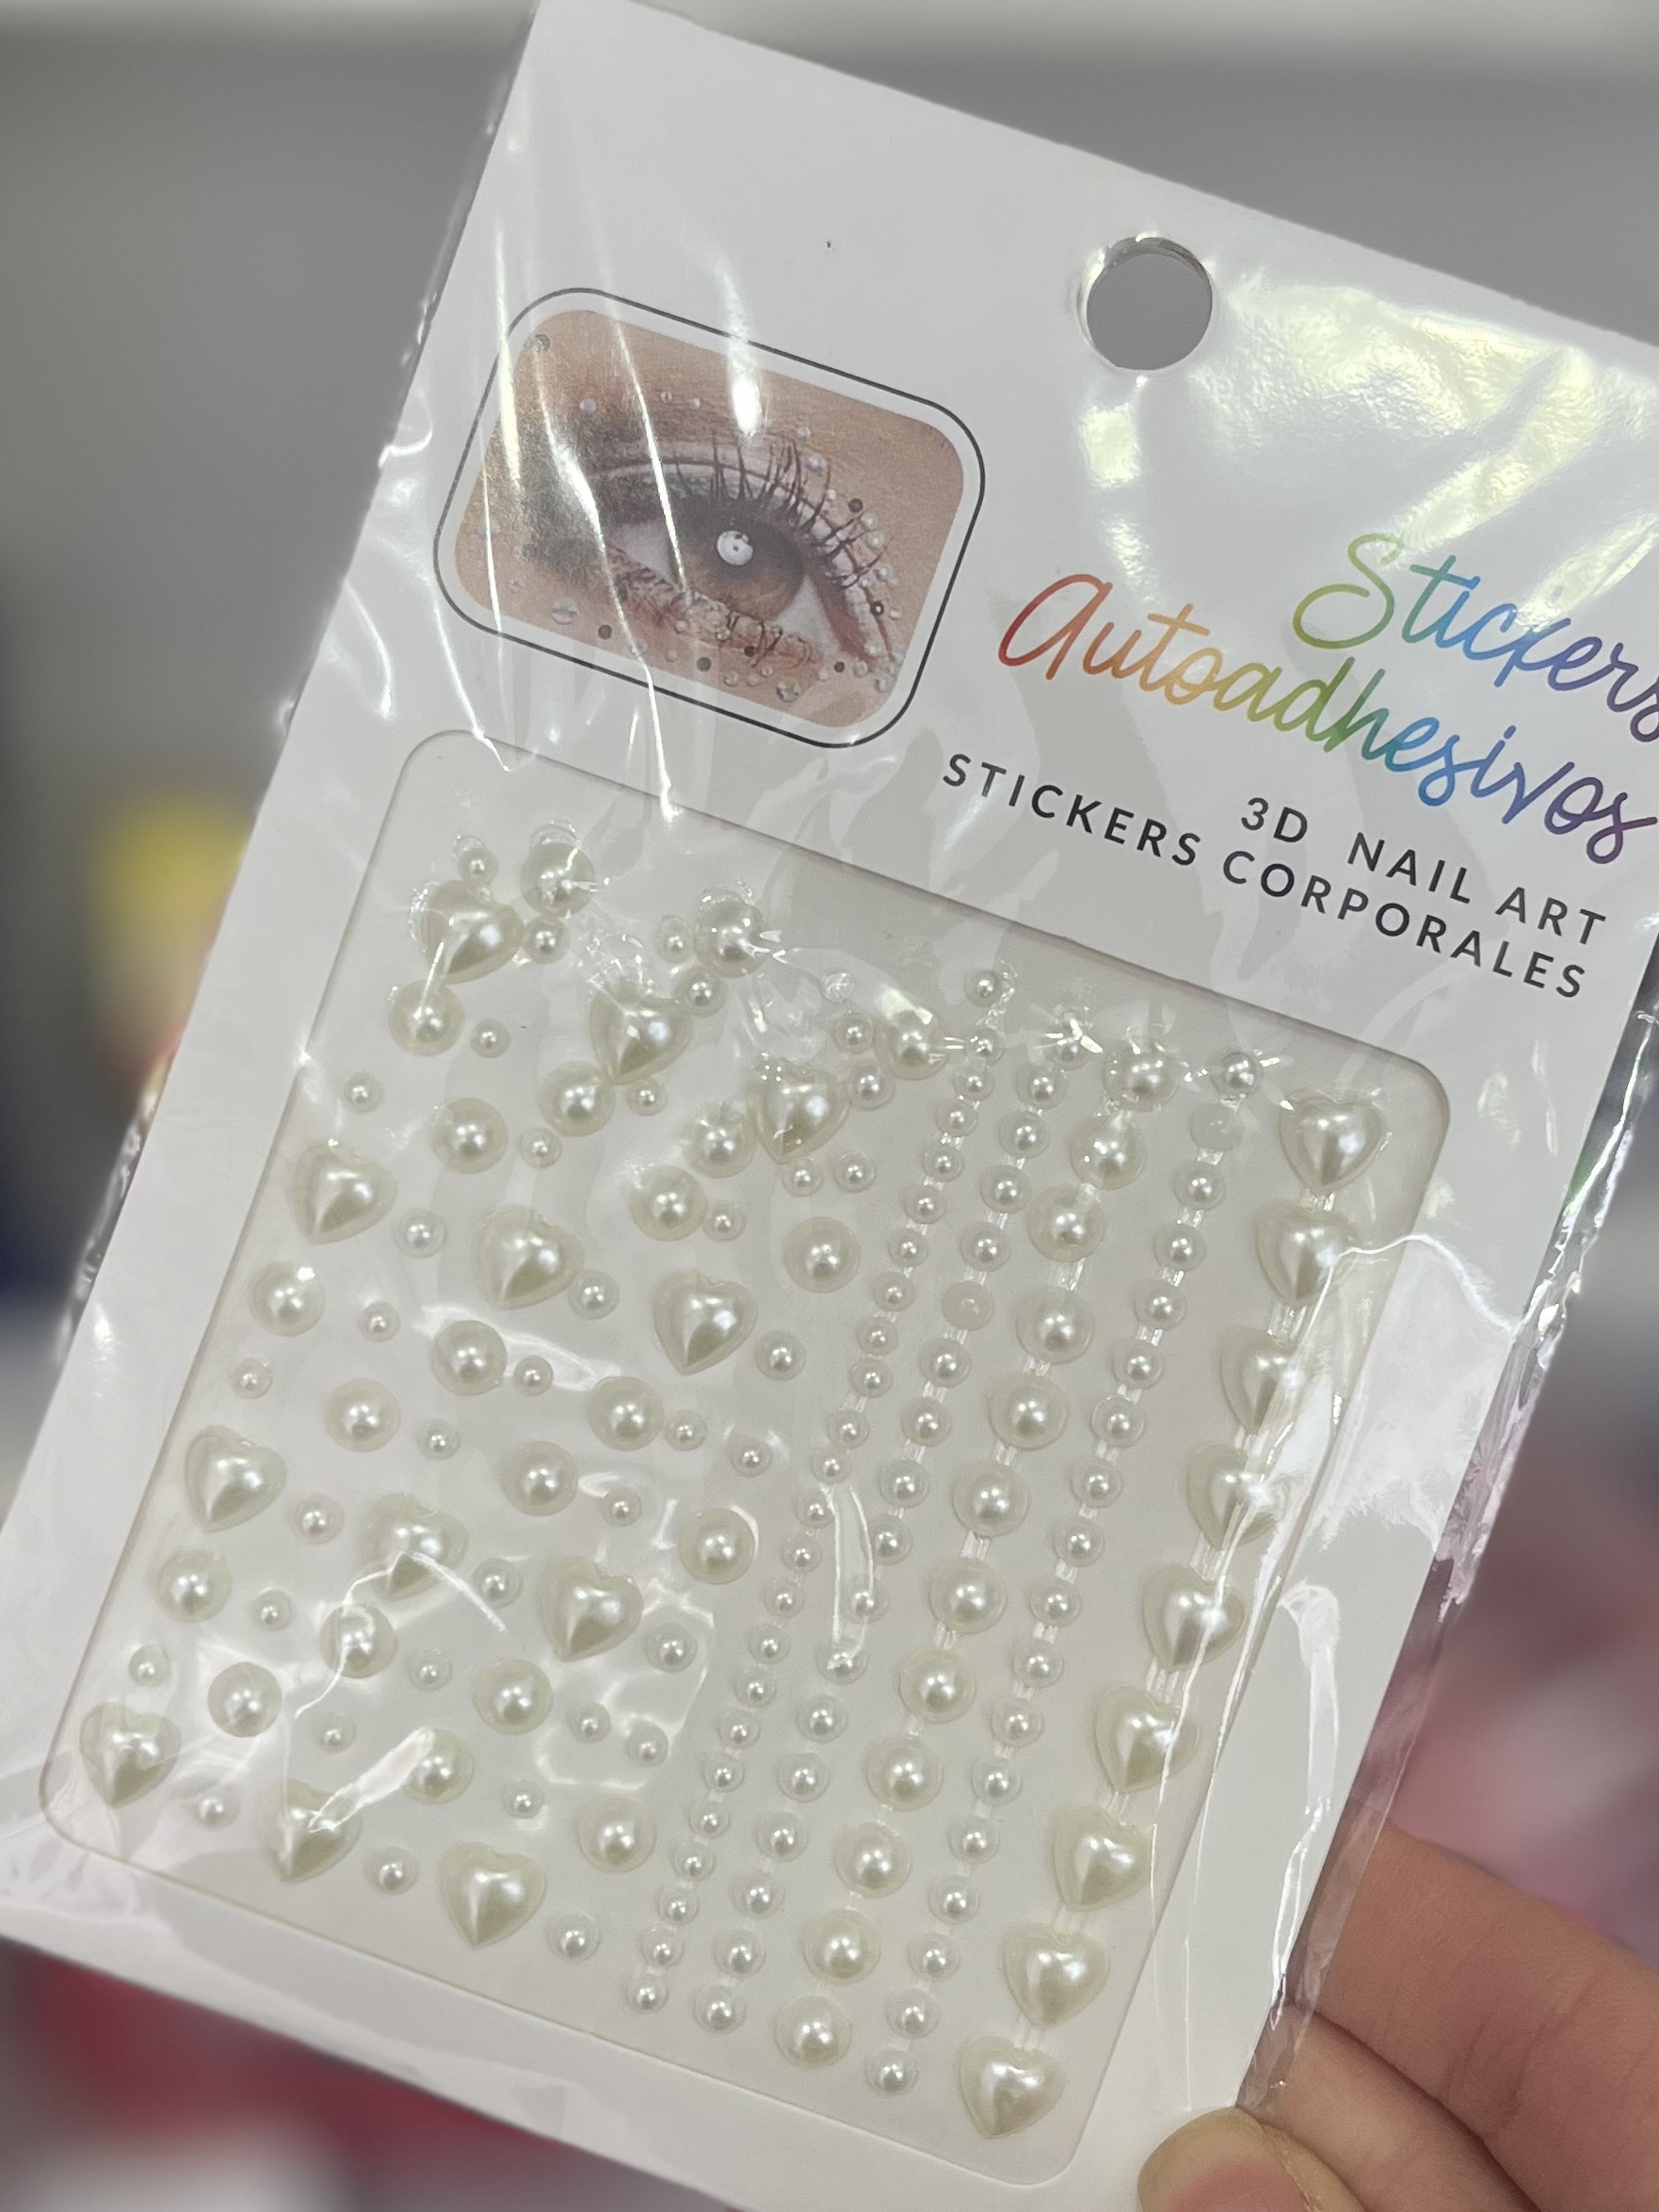 Stickers
Autoadhesivos
3D NAIL ART
STICKERS CORPORALES